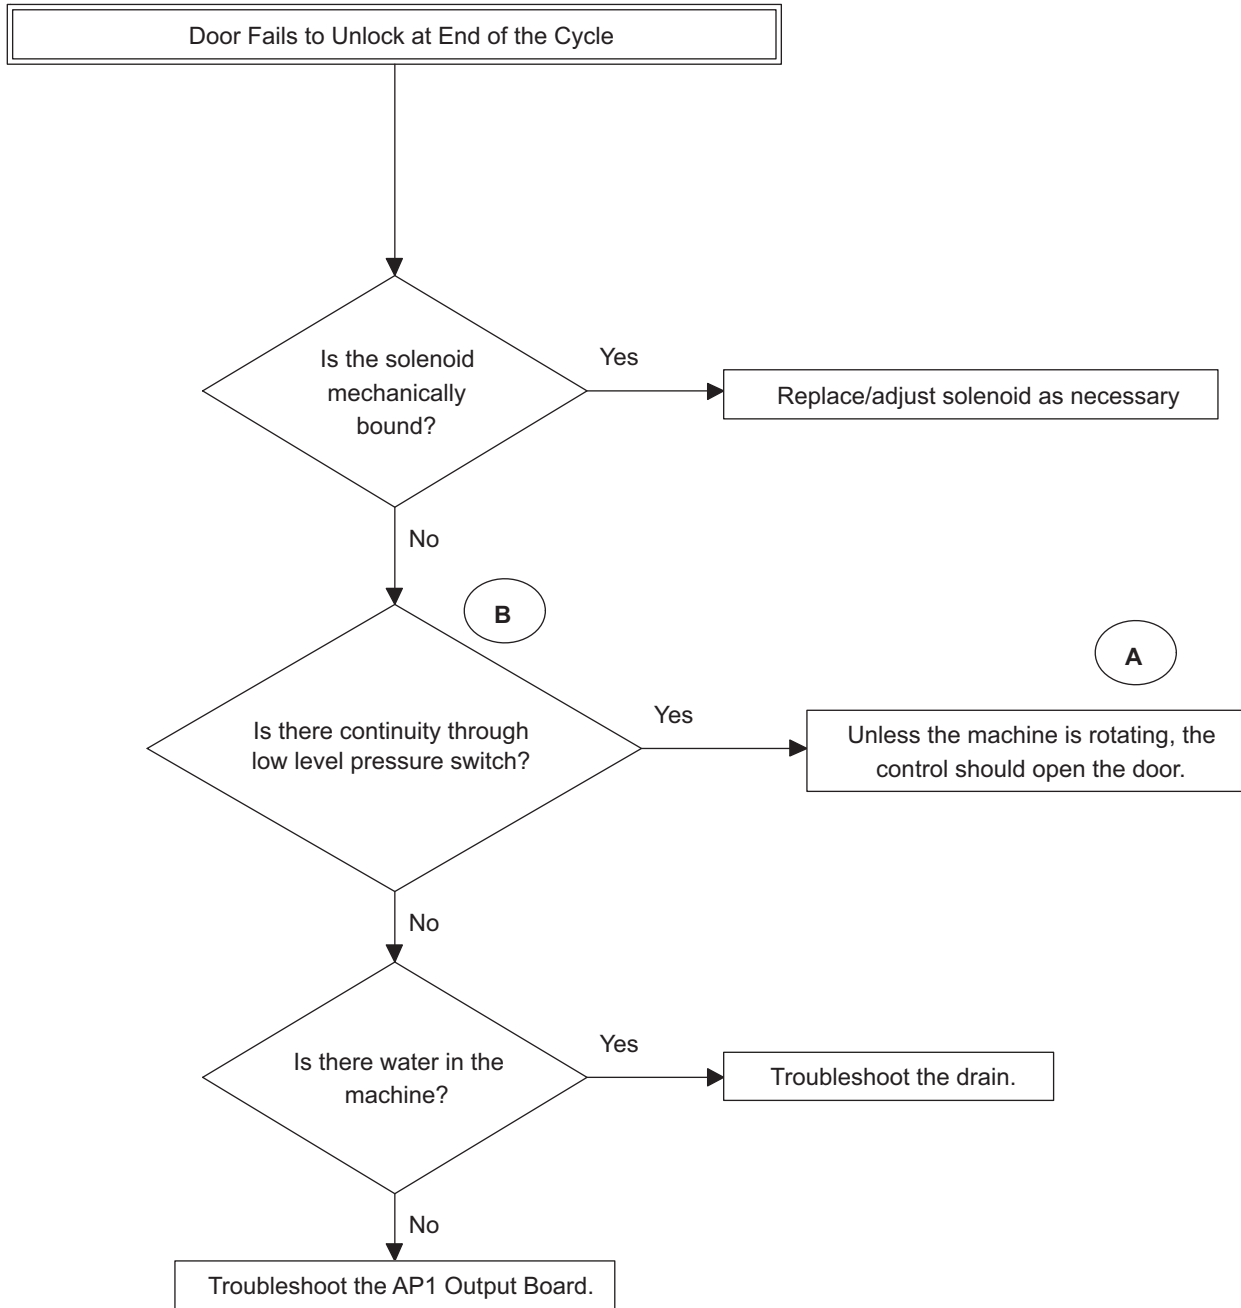 Door Fails to Unlock at End of the Cycle
Is the solenoid
mechanically
bound?
Yes
Replace/adjust solenoid as necessary
No
B
A
Is there continuity through
low level pressure switch?
Yes
Unless the machine is rotating, the
control should open the door.
No
Is there water in the
machine?
Yes
Troubleshoot the drain.
No
Troubleshoot the AP1 Output Board.